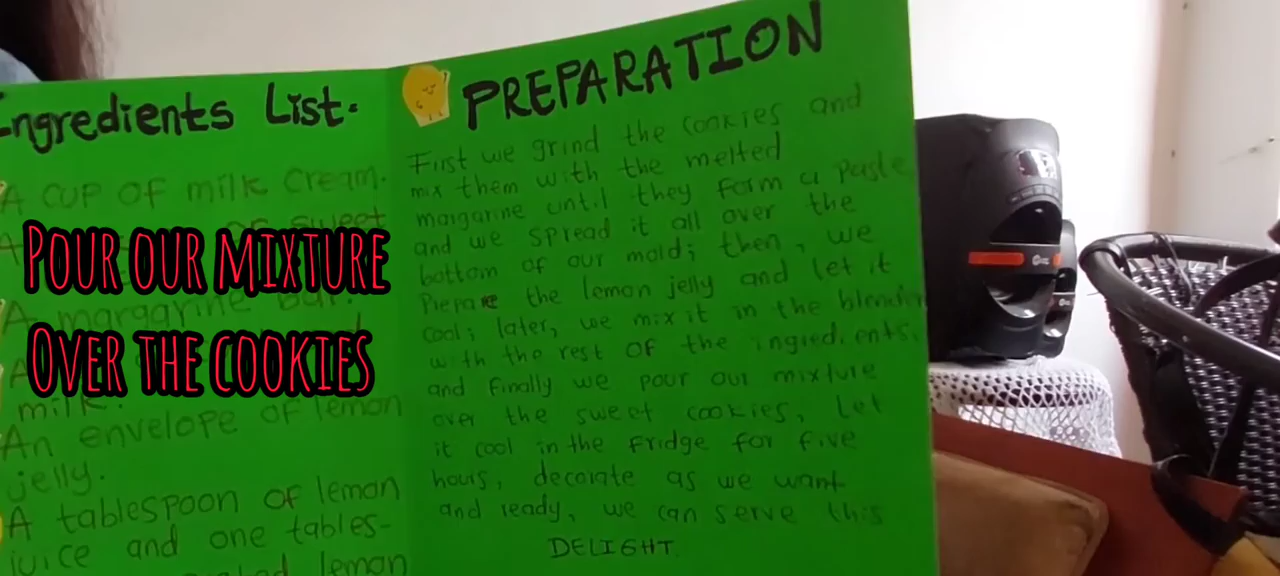 Ingredients List.
A cup of milk cream.
sweet
A margarine bar.
milk.
An envelope of lemon
jelly.
A tablespoon of lemon
juice and one tables-
lemon
POUR OUR MIXTURE
OVER THE COOKIES
PREPARATION
First we grind the cookies and
mix them with the melted
margarine until they form a paste
and we spread it all over the
bottom of our mold; then, we
Prepare the lemon jelly and let it
cool; later, we mix it in the blender
with the rest of the ingredients,
and finally we pour our mixture
over the sweet cookies, Let
it cool in the fridge for five
hours, decorate as we want
and ready, we can serve this
DELIGHT.